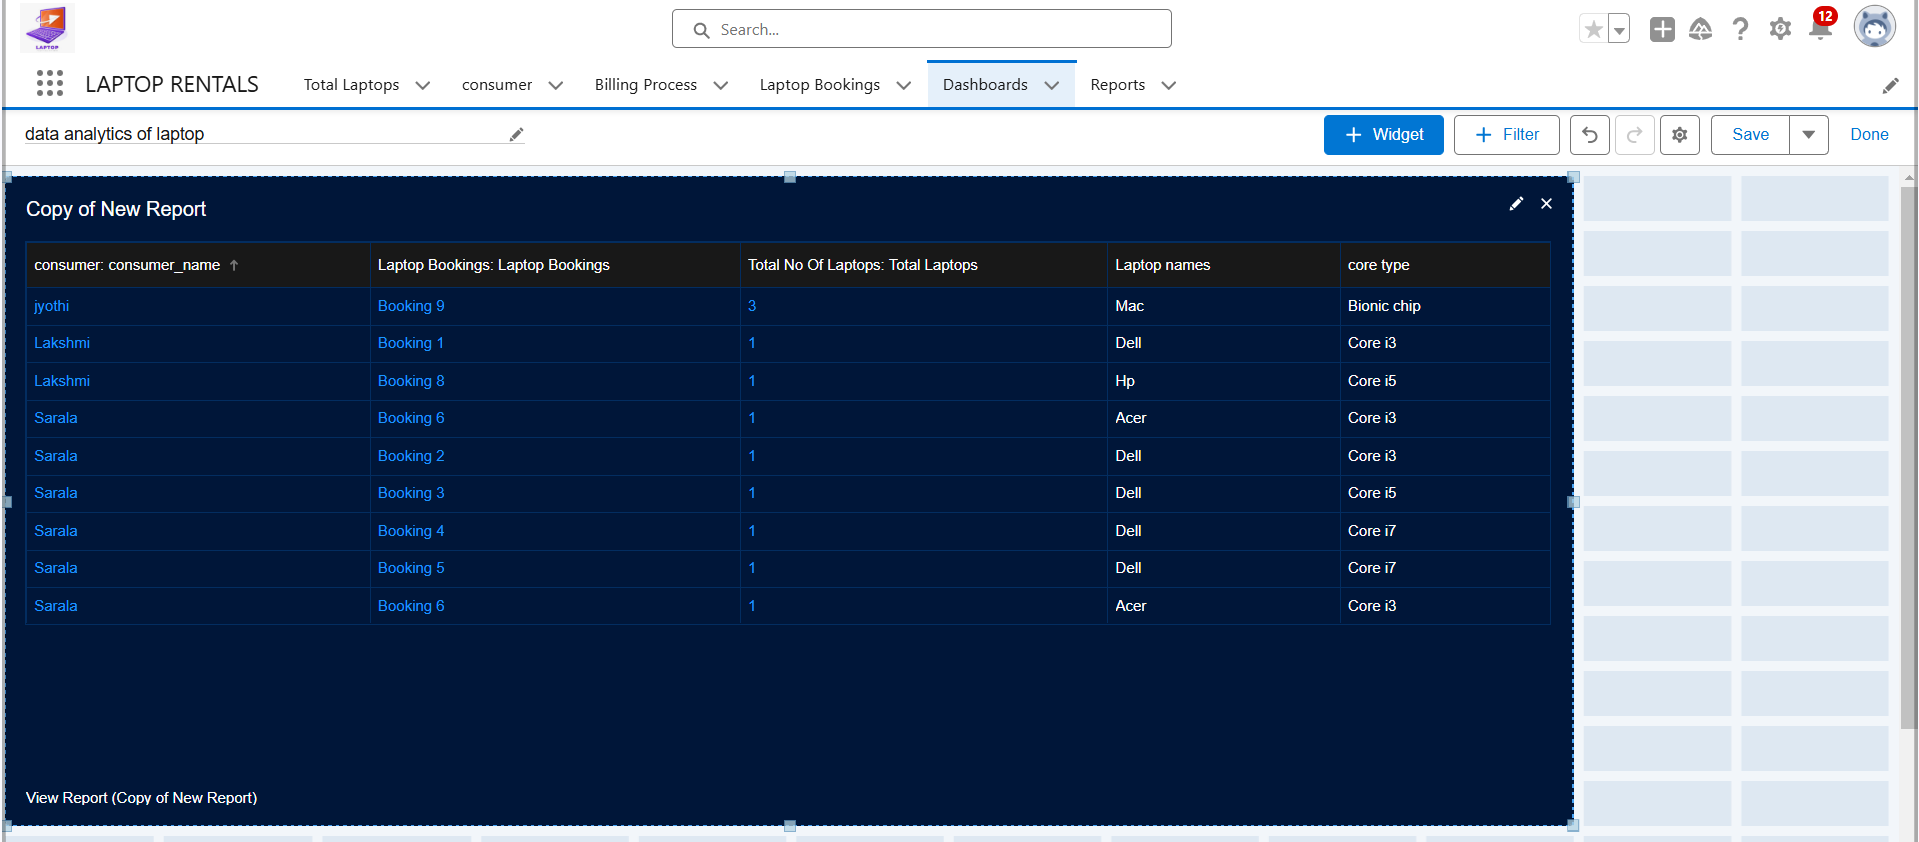 LAPTOP
Search...
12
LAPTOP RENTALS Total Laptops consumer Billing Process Laptop Bookings Dashboards Reports
data analytics of laptop Widget Filter Save Done
Copy of New Report
consumer: consumer_name Laptop Bookings: Laptop Bookings Total No Of Laptops: Total Laptops Laptop names core type
jyothi Booking 9 3 Mac Bionic chip
Lakshmi Booking 1 1 Dell Core i3
Lakshmi Booking 8 1 Hp Core i5
Sarala Booking 6 1 Acer Core i3
Sarala Booking 2 1 Dell Core i3
Sarala Booking 3 1 Dell Core i5
Sarala Booking 4 1 Dell Core i7
Sarala Booking 5 1 Dell Core i7
Sarala Booking 6 1 Acer Core i3
View Report (Copy of New Report)